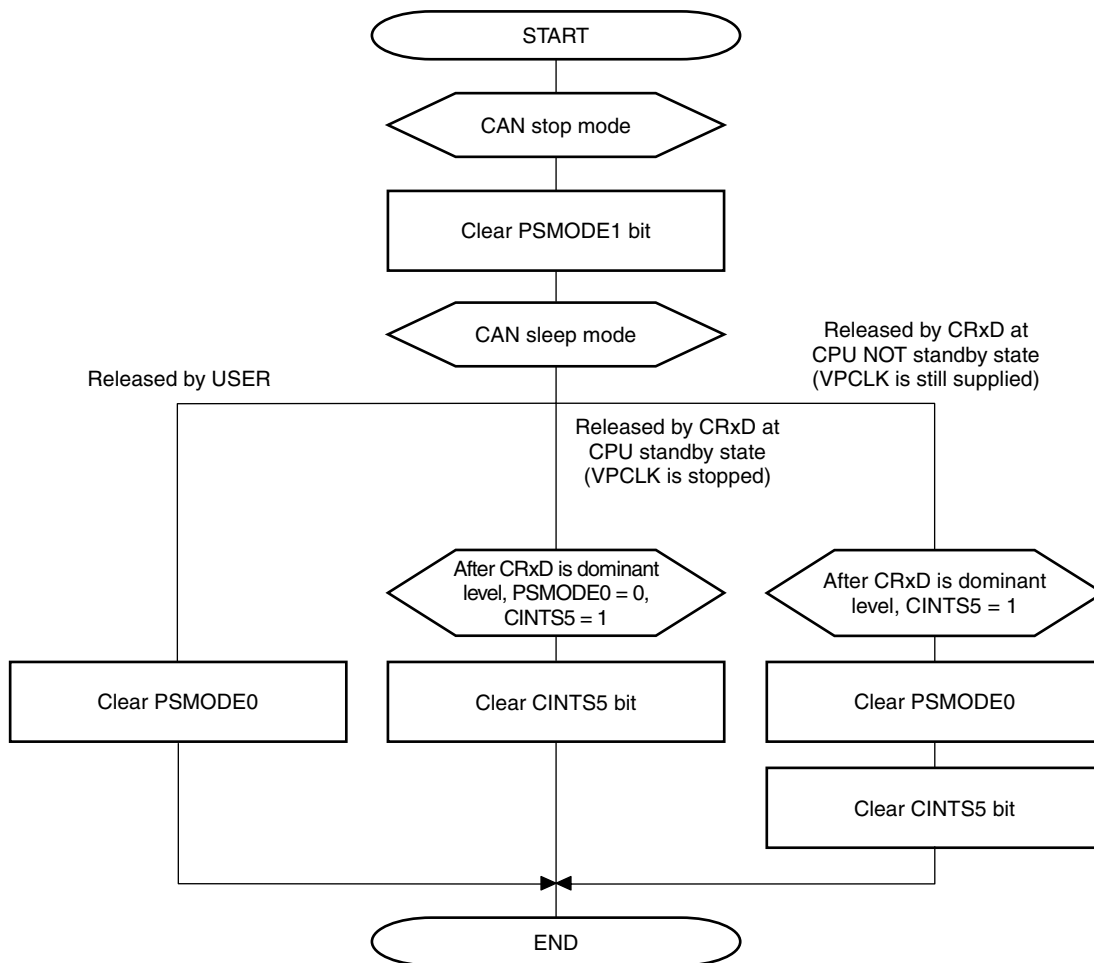 START
CAN stop mode
Clear PSMODE1 bit
CAN sleep mode
Released by USER
Released by CRxD at
CPU standby state
(VPCLK is stopped)
Released by CRxD at
CPU NOT standby state
(VPCLK is still supplied)
After CRxD is dominant
level, PSMODE0 = 0,
CINTS5 = 1
After CRxD is dominant
level, CINTS5 = 1
Clear PSMODE0
Clear CINTS5 bit
Clear PSMODE0
Clear CINTS5 bit
END